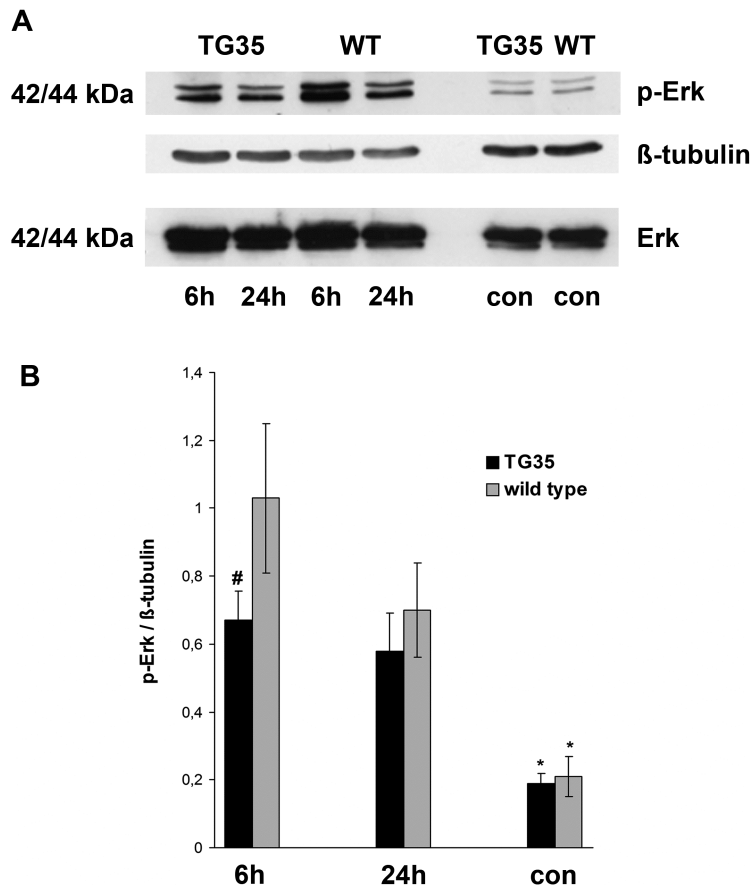 A
TG35 WT TG35 WT
42/44 kDa p-Erk
ß-tubulin
42/44 kDa Erk
6h 24h 6h 24h con con
B
1,4
1,2
1
0,8
0,6
0,4
0,2
0
p-Erk / ß-tubulin
TG35
wild type
#
* *
6h 24h con